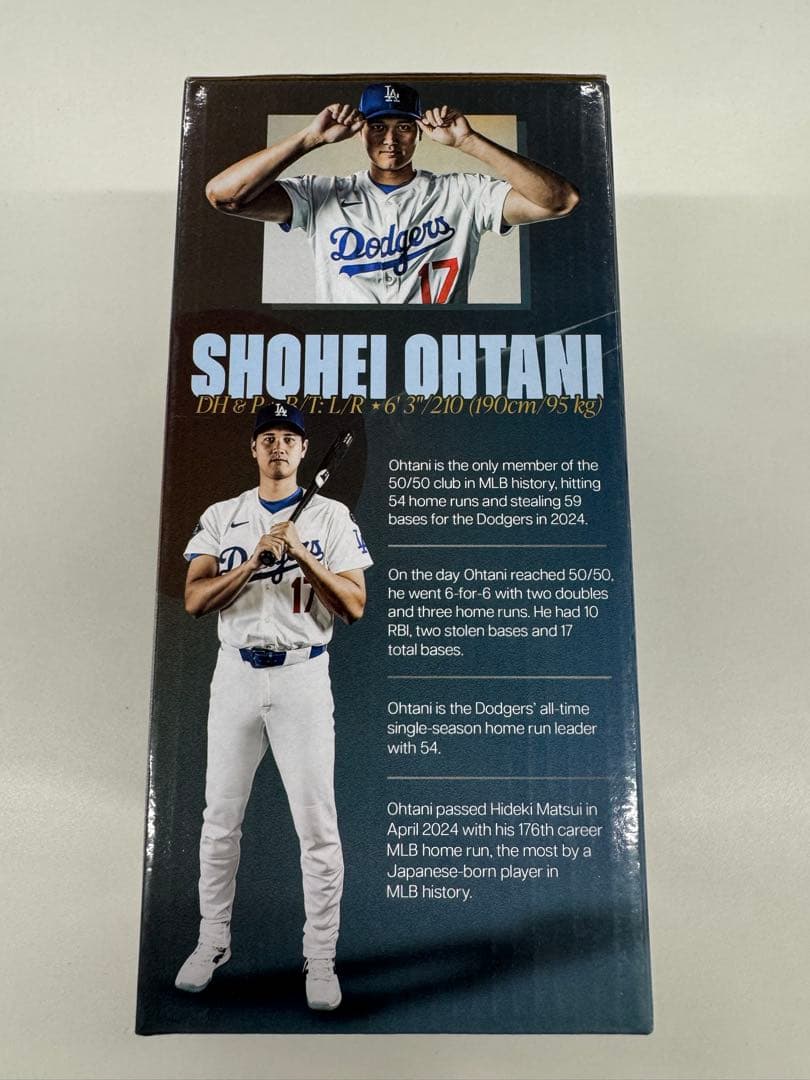 LA
Dodgers
17
SHOHEI OHTANI
DH & P ★ B/T: L/R ★ 6' 3"/210 (190cm/95 kg)
LA
Dodgers
17
LA
Ohtani is the only member of the
50/50 club in MLB history, hitting
54 home runs and stealing 59
bases for the Dodgers in 2024.
On the day Ohtani reached 50/50,
he went 6-for-6 with two doubles
and three home runs. He had 10
RBI, two stolen bases and 17
total bases.
Ohtani is the Dodgers' all-time
single-season home run leader
with 54.
Ohtani passed Hideki Matsui in
April 2024 with his 176th career
MLB home run, the most by a
Japanese-born player in
MLB history.